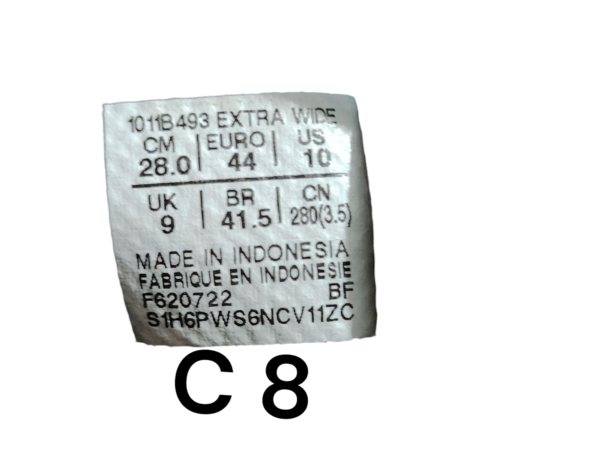 1011B493 EXTRA WIDE
CM | EURO | US
28.0 | 44 | 10
UK | BR | CN
9 | 41.5 | 280(3.5)
MADE IN INDONESIA
FABRIQUE EN INDONESIE
F620722 BF
S1H6PWS6NCV11ZC
C 8